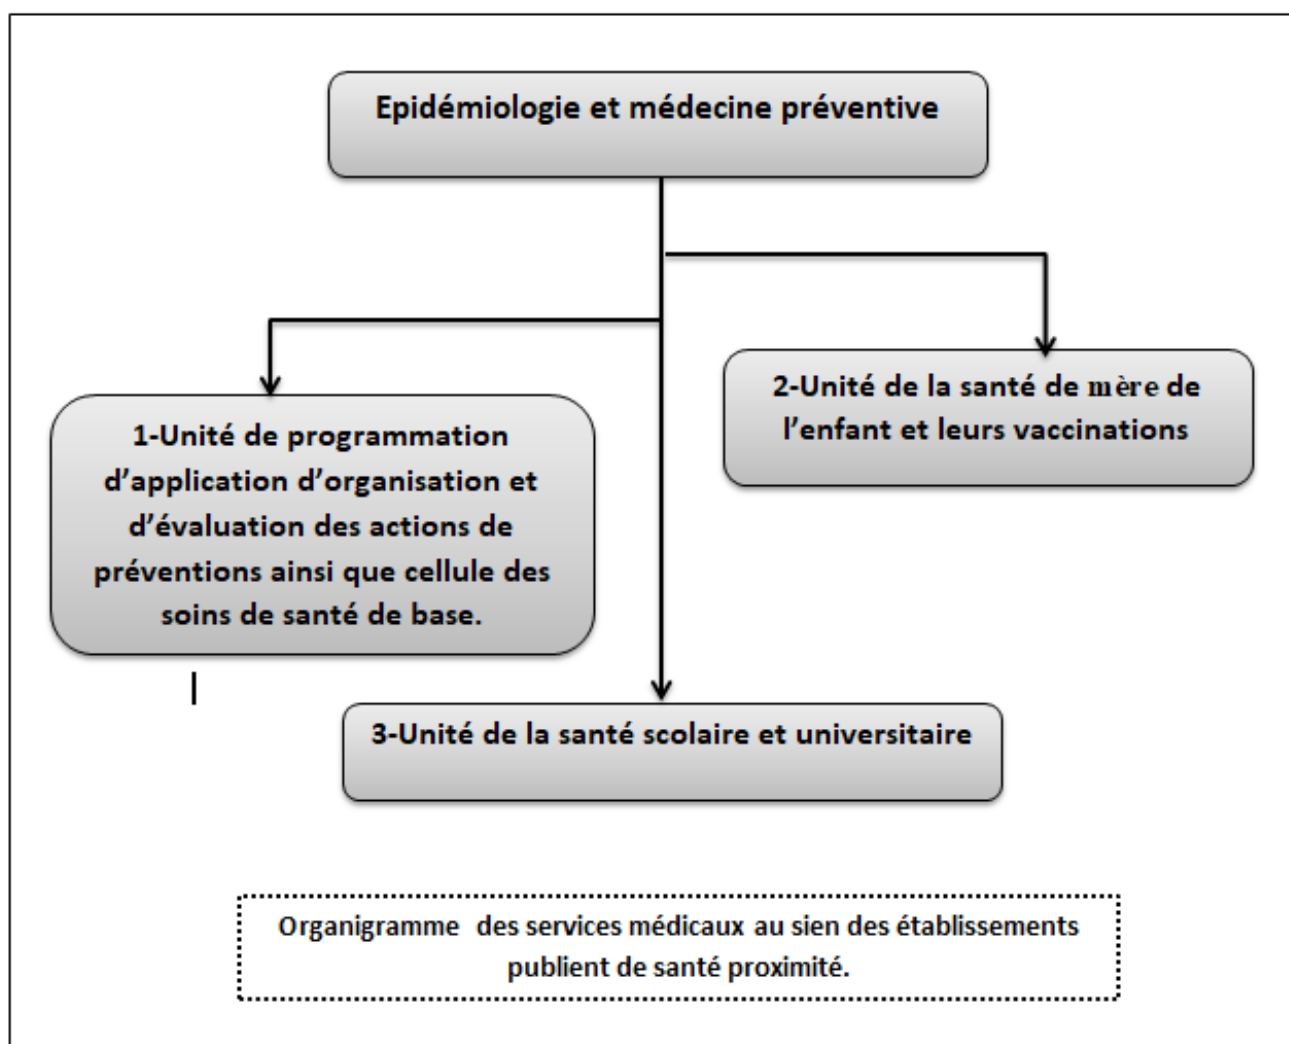 Epidémiologie et médecine préventive
1-Unité de programmation
d’application d’organisation et
d’évaluation des actions de
préventions ainsi que cellule des
soins de santé de base.
2-Unité de la santé de mère de
l’enfant et leurs vaccinations
3-Unité de la santé scolaire et universitaire
Organigramme des services médicaux au sien des établissements
publient de santé proximité.